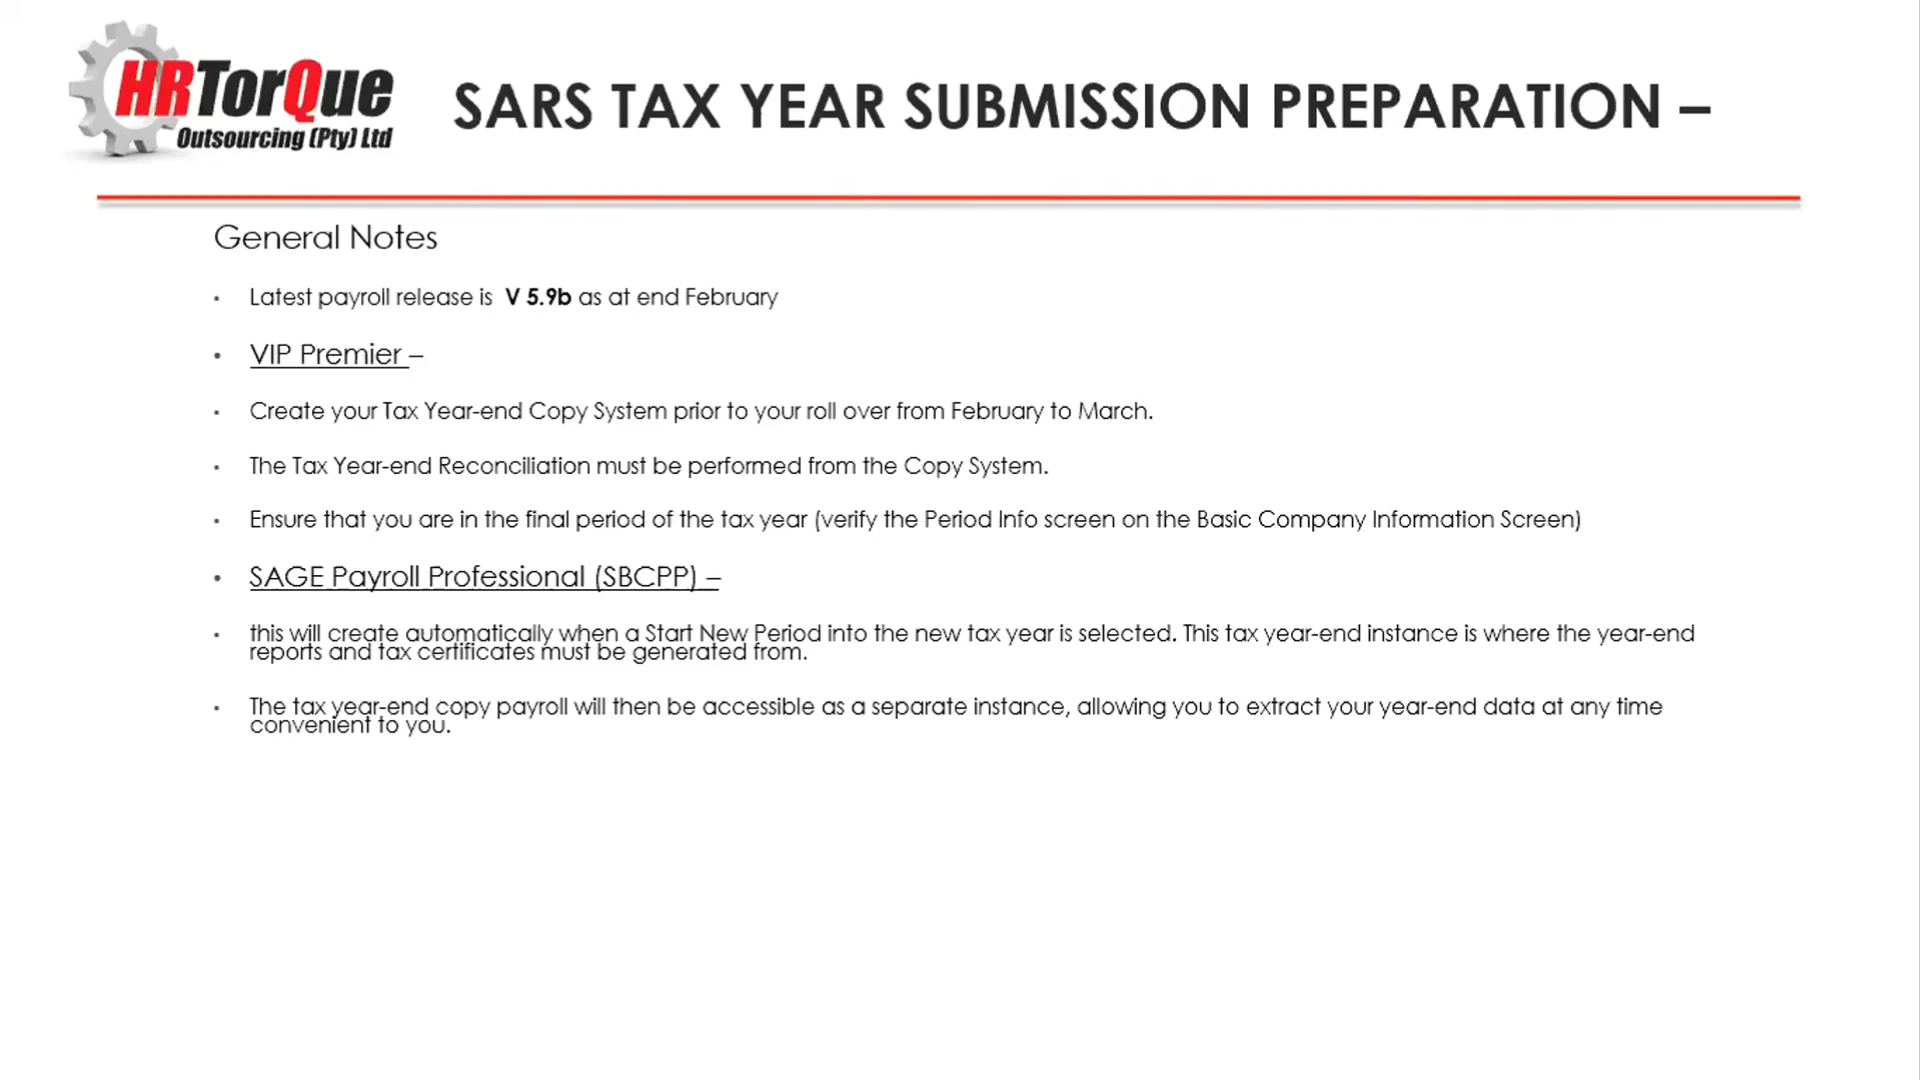 HRTorQue
Outsourcing (Pty) Ltd
SARS TAX YEAR SUBMISSION PREPARATION –
General Notes
• Latest payroll release is V 5.9b as at end February
• VIP Premier –
• Create your Tax Year-end Copy System prior to your roll over from February to March.
• The Tax Year-end Reconciliation must be performed from the Copy System.
• Ensure that you are in the final period of the tax year (verify the Period Info screen on the Basic Company Information Screen)
• SAGE Payroll Professional (SBCPP) –
• this will create automatically when a Start New Period into the new tax year is selected. This tax year-end instance is where the year-end
reports and tax certificates must be generated from.
• The tax year-end copy payroll will then be accessible as a separate instance, allowing you to extract your year-end data at any time
convenient to you.